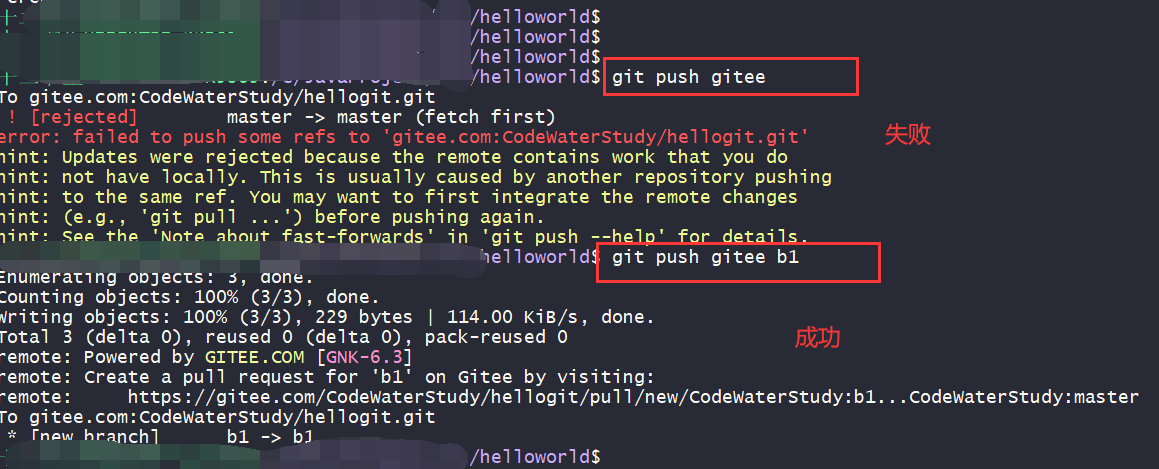 /helloworld$
/helloworld$
/helloworld$
/helloworld$ git push gitee
To gitee.com:CodeWaterStudy/hellogit.git
! [rejected] master -> master (fetch first)
error: failed to push some refs to 'gitee.com:CodeWaterStudy/hellogit.git'
失败
hint: Updates were rejected because the remote contains work that you do
hint: not have locally. This is usually caused by another repository pushing
hint: to the same ref. You may want to first integrate the remote changes
hint: (e.g., 'git pull ...') before pushing again.
hint: See the 'Note about fast-forwards' in 'git push --help' for details.
helloworld$ git push gitee b1
Enumerating objects: 3, done.
Counting objects: 100% (3/3), done.
Writing objects: 100% (3/3), 229 bytes | 114.00 KiB/s, done.
Total 3 (delta 0), reused 0 (delta 0), pack-reused 0
成功
remote: Powered by GITEE.COM [GNK-6.3]
remote: Create a pull request for 'b1' on Gitee by visiting:
remote: https://gitee.com/CodeWaterStudy/hellogit/pull/new/CodeWaterStudy:b1...CodeWaterStudy:master
To gitee.com:CodeWaterStudy/hellogit.git
* [new branch] b1 -> b1
/helloworld$